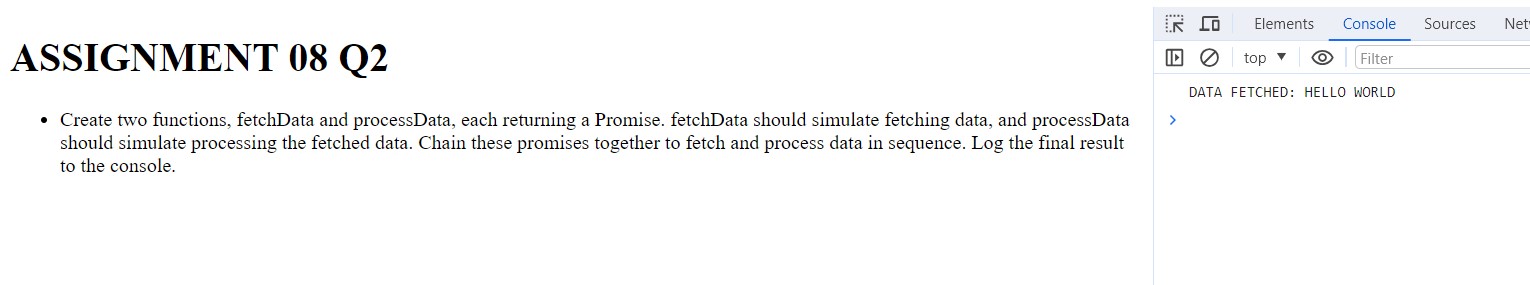 ASSIGNMENT 08 Q2
• Create two functions, fetchData and processData, each returning a Promise. fetchData should simulate fetching data, and processData
should simulate processing the fetched data. Chain these promises together to fetch and process data in sequence. Log the final result
to the console.
Elements Console Sources Net
top ▼ Filter
DATA FETCHED: HELLO WORLD